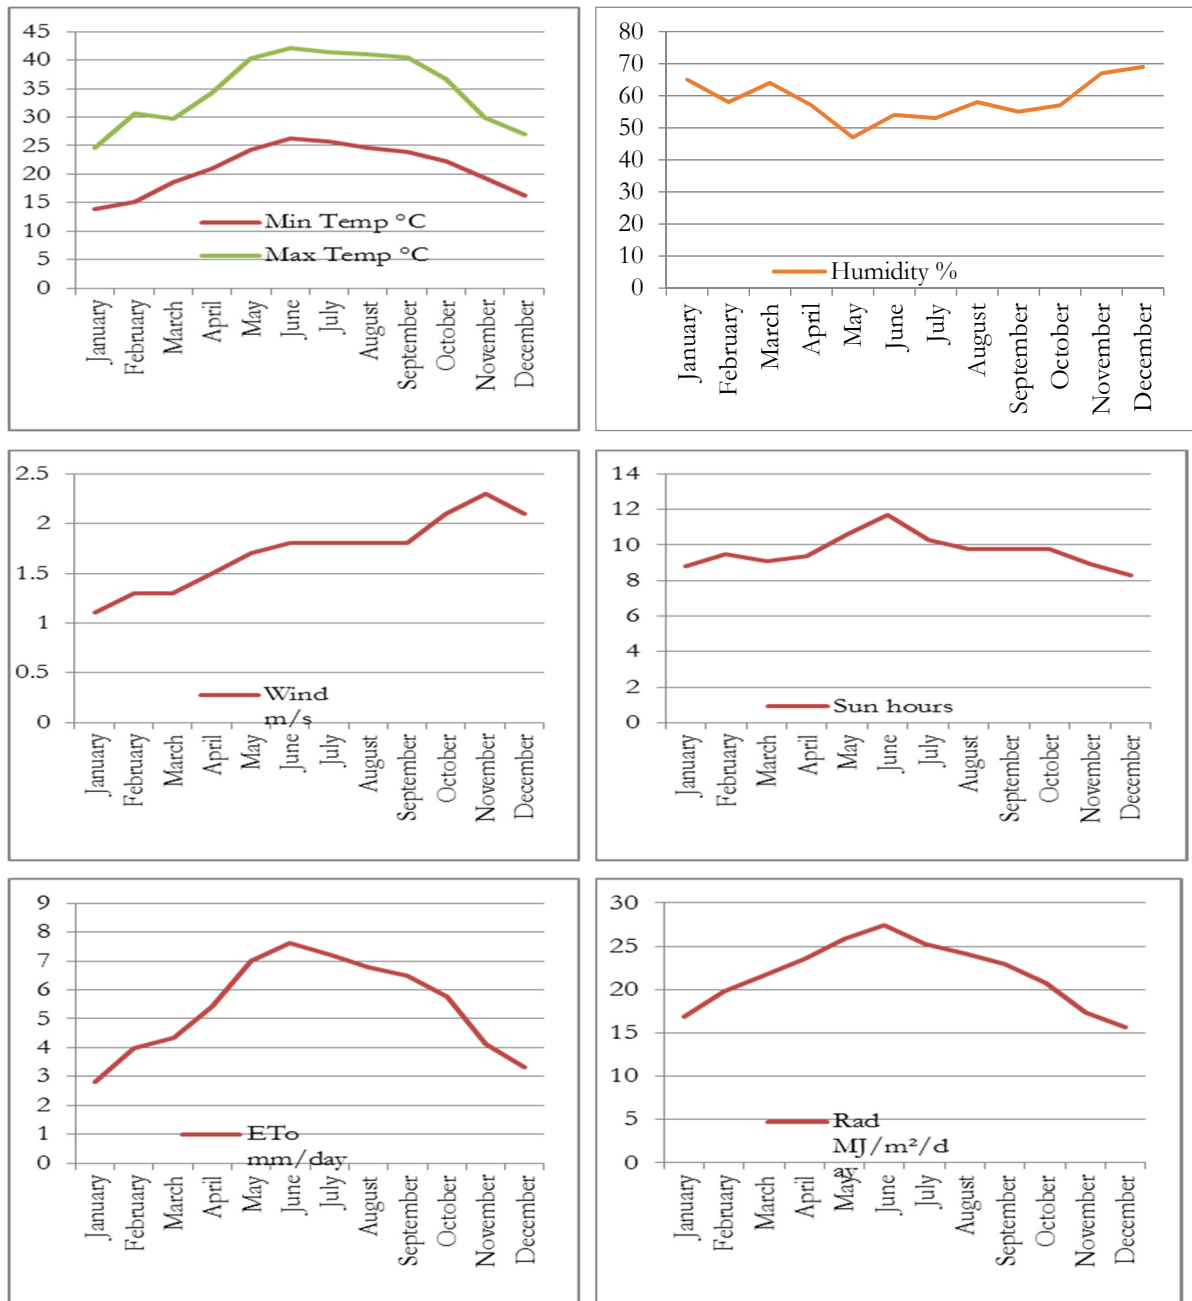 45
40
35
30
25
20
15
10
5
0
Min Temp °C
Max Temp °C
January
February
March
April
May
June
July
August
September
October
November
December
80
70
60
50
40
30
20
10
0
Humidity %
January
February
March
April
May
June
July
August
September
October
November
December
2.5
2
1.5
1
0.5
0
Wind
m/s
January
February
March
April
May
June
July
August
September
October
November
December
14
12
10
8
6
4
2
0
Sun hours
January
February
March
April
May
June
July
August
September
October
November
December
9
8
7
6
5
4
3
2
1
0
ETo
mm/day
January
February
March
April
May
June
July
August
September
October
November
December
30
25
20
15
10
5
0
Rad
MJ/m²/d
ay
January
February
March
April
May
June
July
August
September
October
November
December